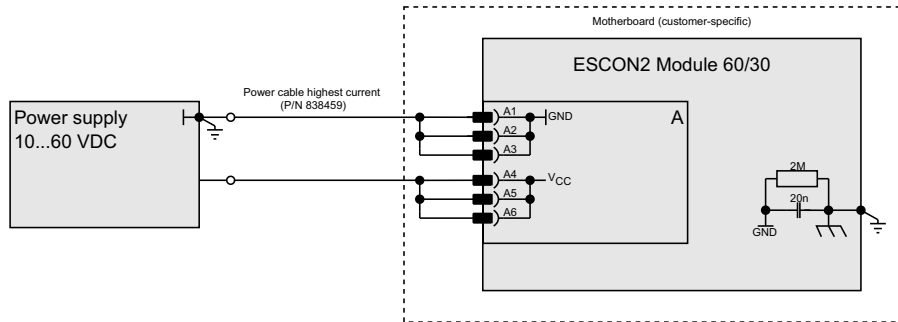 Motherboard (customer-specific)
ESCON2 Module 60/30
Power cable highest current
(P/N 838459)
Power supply
10...60 VDC
A1
GND
A
A2
A3
A4
VCC
A5
A6
2M
20n
GND